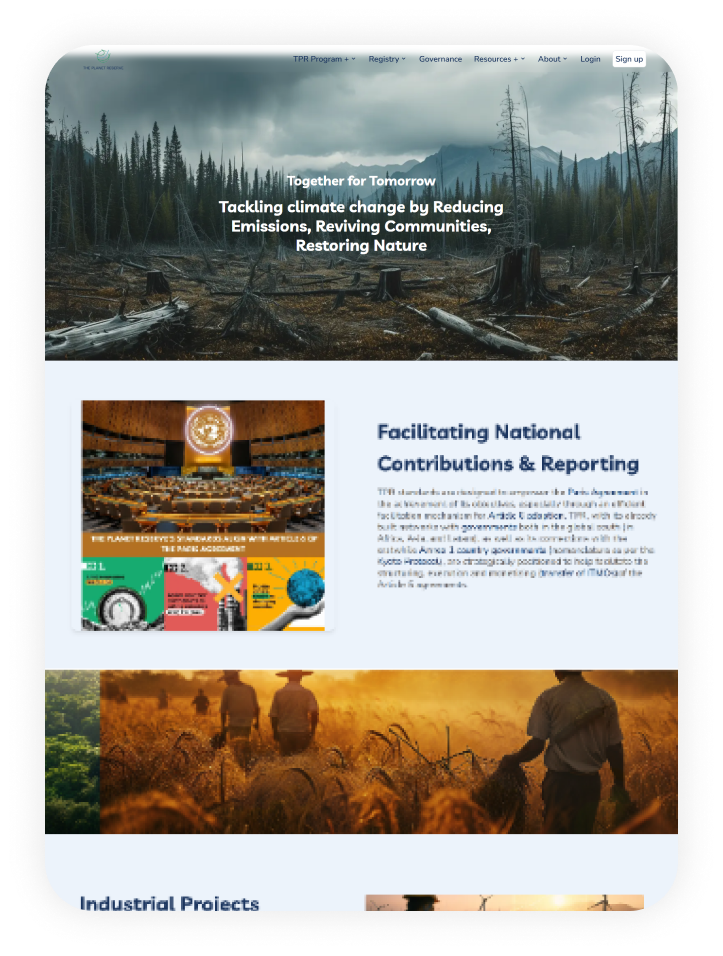 THE PLANET RESERVE
TPR Program +
Registry
Governance
Resources +
About
Login
Sign up
Together for Tomorrow
Tackling climate change by Reducing
Emissions, Reviving Communities,
Restoring Nature
Facilitating National
Contributions & Reporting
THE PLANET RESERVE'S STANDARDS ALIGN WITH ARTICLE 6 OF
THE PARIS AGREEMENT
TPR standards are designed to empower the Paris Agreement in
the achievement of its objectives, especially through an efficient
facilitation mechanism for Article 6 adoption. TPR, with its already
built networks with governments both in the global south (in
Africa, Asia, and Latam), as well as its connections with the
erstwhile Annex 1 country governments (nomenclature as per the
Kyoto Protocol), are strategically positioned to help facilitate the
structuring, execution and monetising (transfer of ITMOs) of the
Article 6 agreements.
Industrial Projects